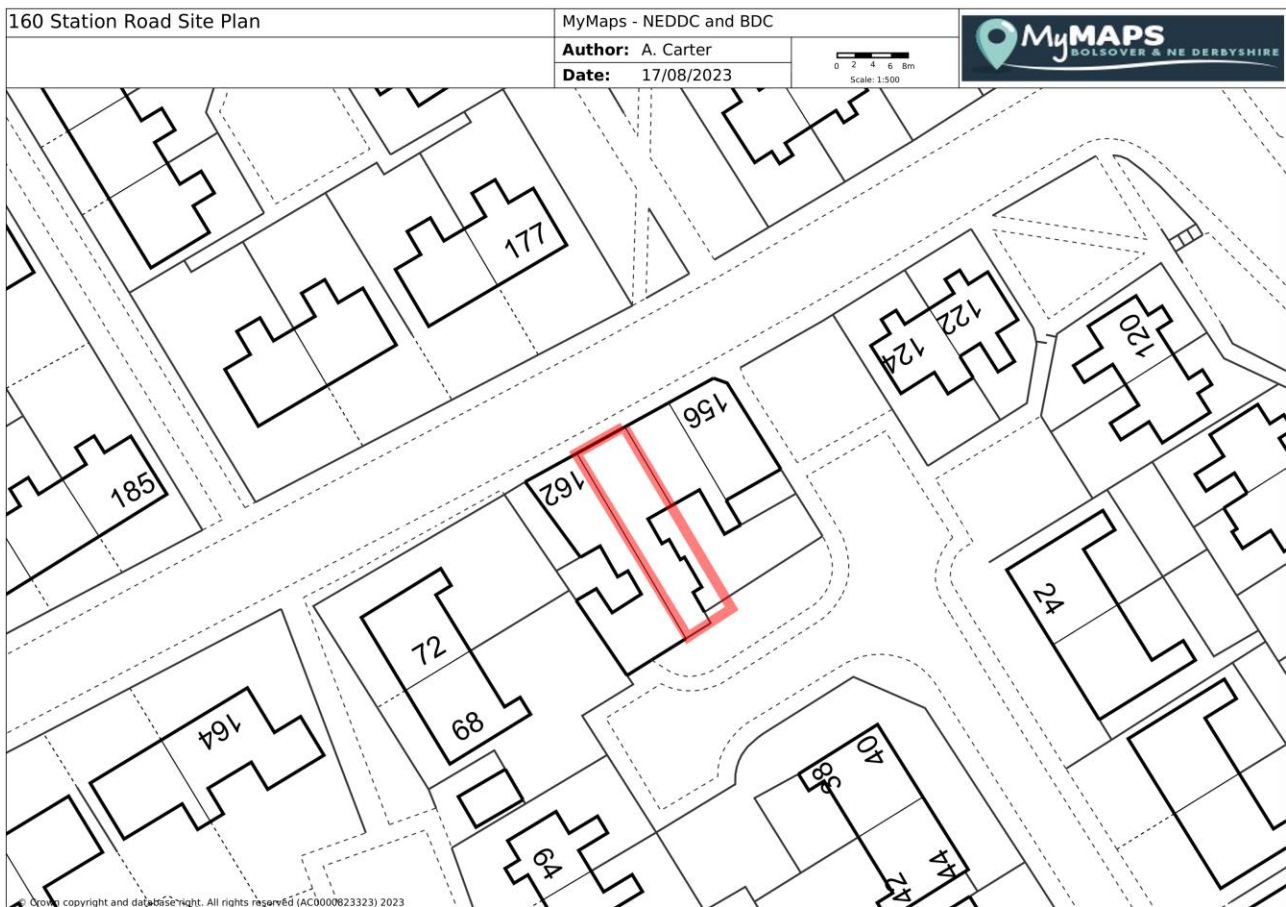 160 Station Road Site Plan
MyMaps - NEDDC and BDC
Author: A. Carter
Date: 17/08/2023
0 2 4 6 8m
Scale: 1:500
MyMAPS
BOLSOVER & NE DERBYSHIRE
177
122
124
120
156
185
162
24
72
68
164
40
38
64
44
42
© Crown copyright and database right. All rights reserved (AC0000823323) 2023